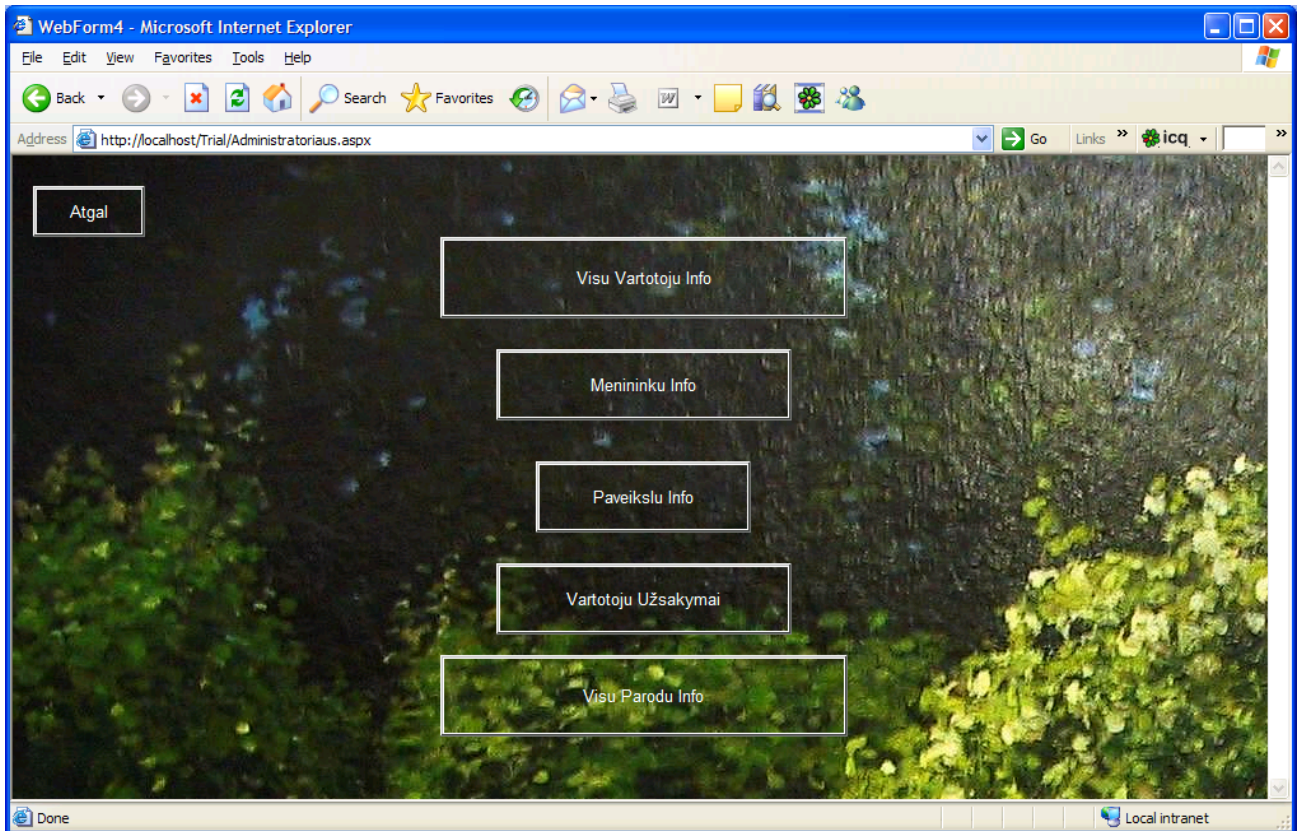 WebForm4 - Microsoft Internet Explorer
File Edit View Favorites Tools Help
Back Search Favorites W
Address http://localhost/Trial/Administratoriaus.aspx Go Links » icq »
Atgal
Visu Vartotoju Info
Menininku Info
Paveikslu Info
Vartotoju Užsakymai
Visu Parodu Info
Done Local intranet